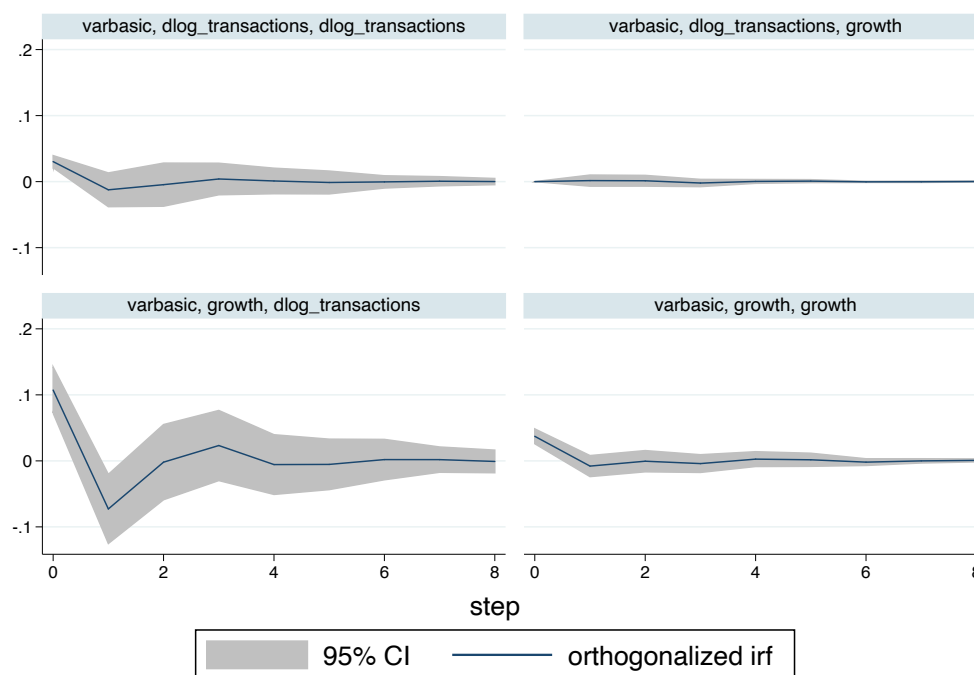 varbasic, dlog_transactions, dlog_transactions
varbasic, dlog_transactions, growth
.2
.1
0
-.1
varbasic, growth, dlog_transactions
varbasic, growth, growth
.2
.1
0
-.1
0 2 4 6 8
0 2 4 6 8
step
95% CI
orthogonalized irf